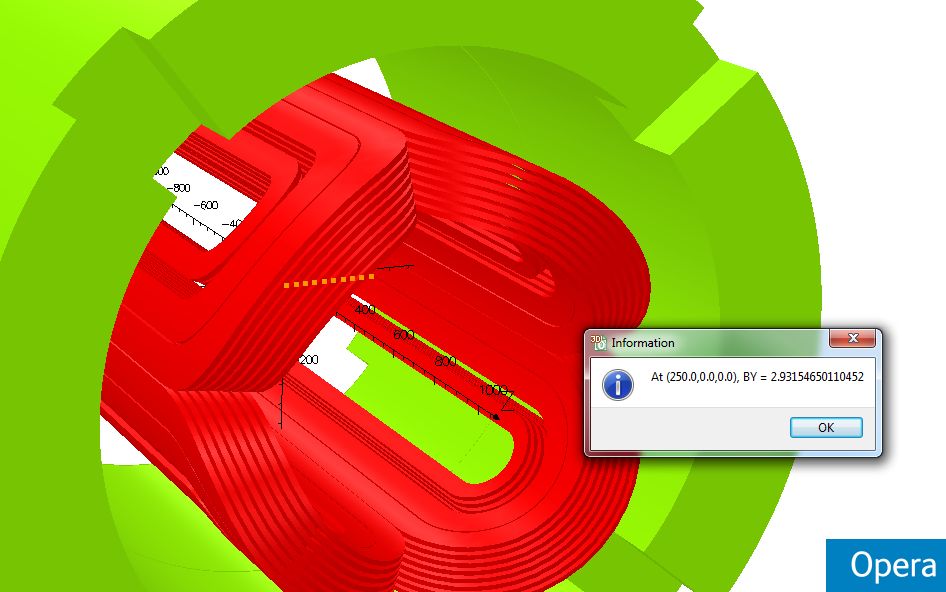 -800
-600
400
600
800
1000
200
Z
3D
Information
At (250.0,0.0,0.0), BY = 2.93154650110452
OK
Opera